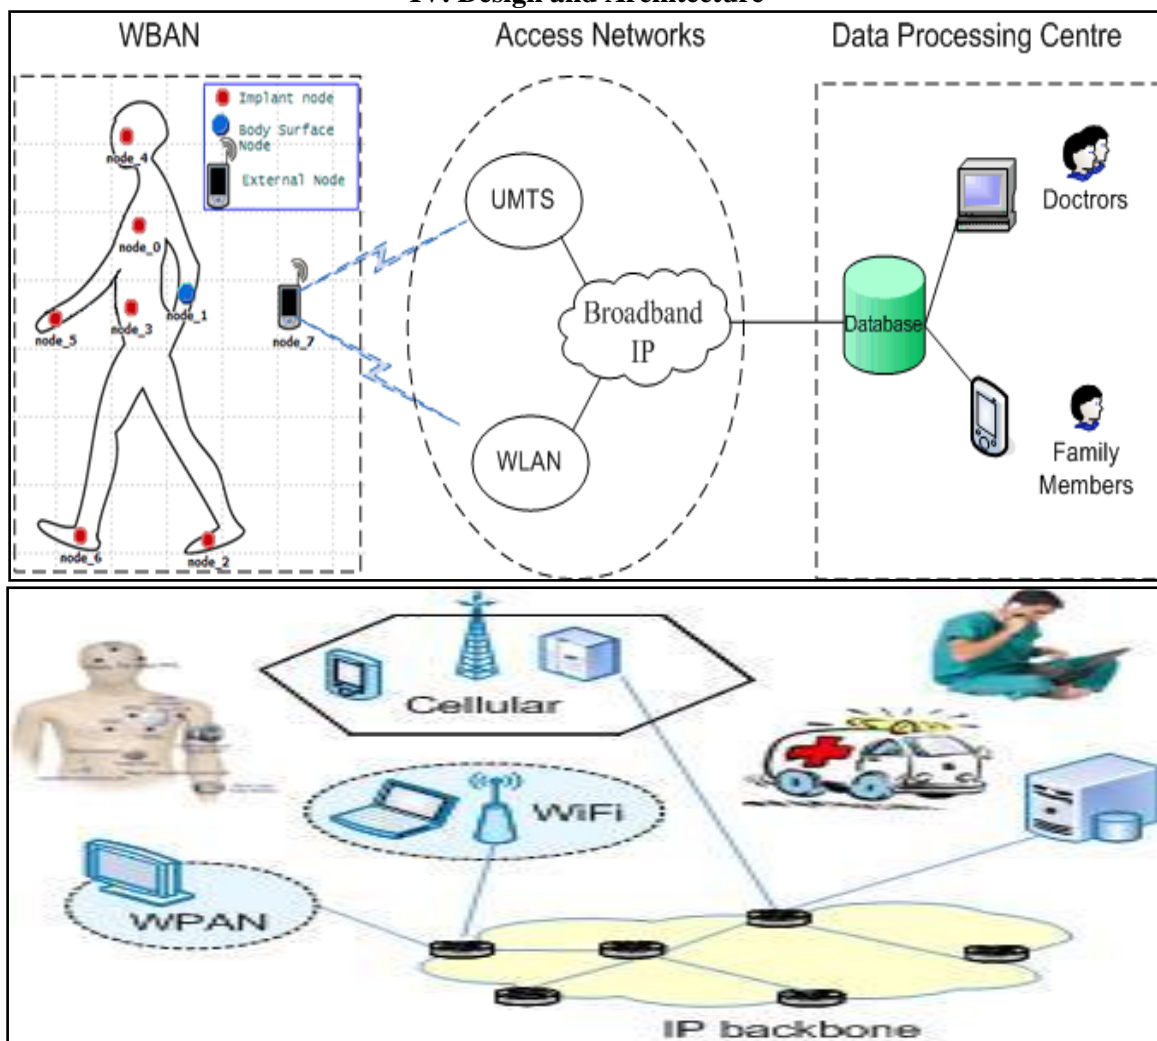 IV. Design and Architecture
WBAN
Access Networks
Data Processing Centre
Implant node
Body Surface
Node
External Node
node_4
node_0
node_1
node_3
node_5
node_7
node_6
node_2
UMTS
Broadband
IP
WLAN
Database
Doctrors
Family
Members
Cellular
WiFi
WPAN
IP backbone